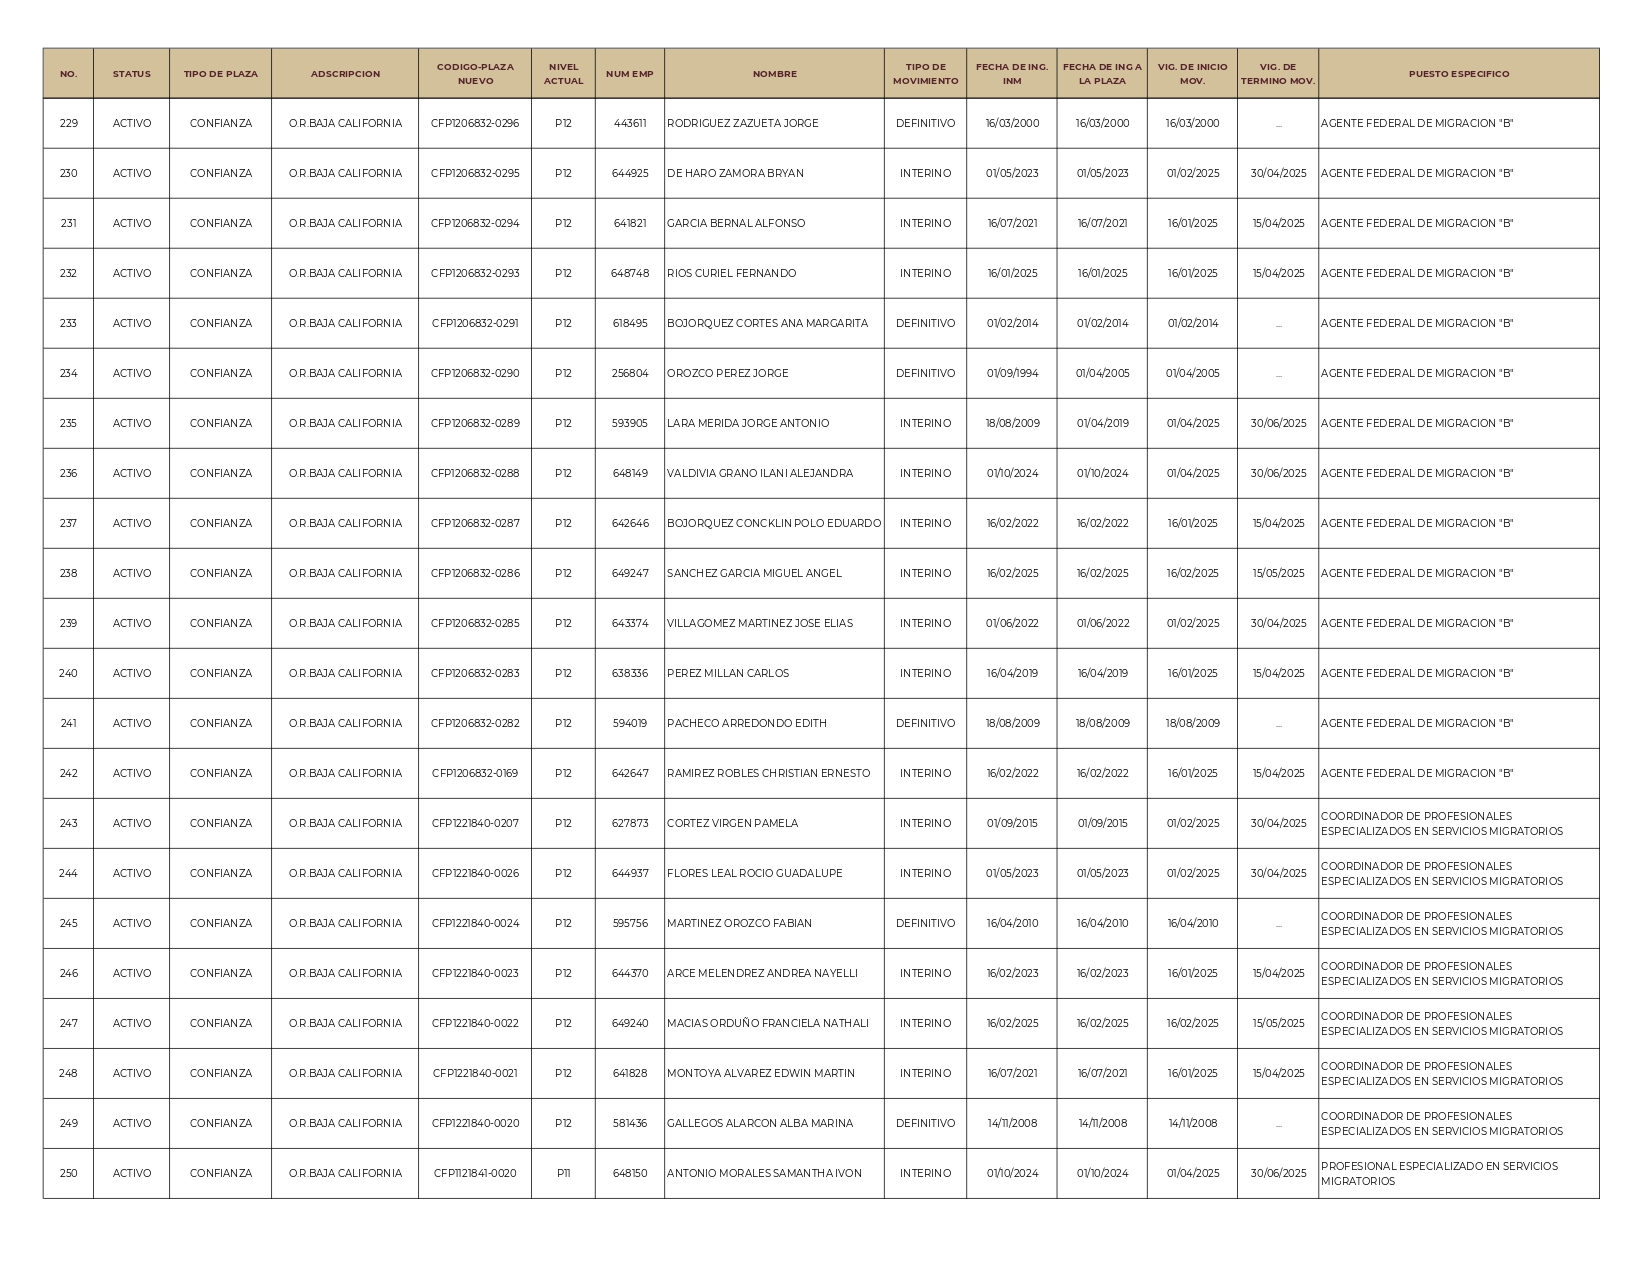 NO. STATUS TIPO DE PLAZA ADSCRIPCION CODIGO-PLAZA NUEVO NIVEL ACTUAL NUM EMP NOMBRE TIPO DE MOVIMIENTO FECHA DE ING. INM FECHA DE ING A LA PLAZA VIG. DE INICIO MOV. VIG. DE TERMINO MOV. PUESTO ESPECIFICO
229 ACTIVO CONFIANZA O.R.BAJA CALIFORNIA CFP1206832-0296 P12 443611 RODRIGUEZ ZAZUETA JORGE DEFINITIVO 16/03/2000 16/03/2000 16/03/2000 ... AGENTE FEDERAL DE MIGRACION "B"
230 ACTIVO CONFIANZA O.R.BAJA CALIFORNIA CFP1206832-0295 P12 644925 DE HARO ZAMORA BRYAN INTERINO 01/05/2023 01/05/2023 01/02/2025 30/04/2025 AGENTE FEDERAL DE MIGRACION "B"
231 ACTIVO CONFIANZA O.R.BAJA CALIFORNIA CFP1206832-0294 P12 641821 GARCIA BERNAL ALFONSO INTERINO 16/07/2021 16/07/2021 16/01/2025 15/04/2025 AGENTE FEDERAL DE MIGRACION "B"
232 ACTIVO CONFIANZA O.R.BAJA CALIFORNIA CFP1206832-0293 P12 648748 RIOS CURIEL FERNANDO INTERINO 16/01/2025 16/01/2025 16/01/2025 15/04/2025 AGENTE FEDERAL DE MIGRACION "B"
233 ACTIVO CONFIANZA O.R.BAJA CALIFORNIA CFP1206832-0291 P12 618495 BOJORQUEZ CORTES ANA MARGARITA DEFINITIVO 01/02/2014 01/02/2014 01/02/2014 ... AGENTE FEDERAL DE MIGRACION "B"
234 ACTIVO CONFIANZA O.R.BAJA CALIFORNIA CFP1206832-0290 P12 256804 OROZCO PEREZ JORGE DEFINITIVO 01/09/1994 01/04/2005 01/04/2005 ... AGENTE FEDERAL DE MIGRACION "B"
235 ACTIVO CONFIANZA O.R.BAJA CALIFORNIA CFP1206832-0289 P12 593905 LARA MERIDA JORGE ANTONIO INTERINO 18/08/2009 01/04/2019 01/04/2025 30/06/2025 AGENTE FEDERAL DE MIGRACION "B"
236 ACTIVO CONFIANZA O.R.BAJA CALIFORNIA CFP1206832-0288 P12 648149 VALDIVIA GRANO ILANI ALEJANDRA INTERINO 01/10/2024 01/10/2024 01/04/2025 30/06/2025 AGENTE FEDERAL DE MIGRACION "B"
237 ACTIVO CONFIANZA O.R.BAJA CALIFORNIA CFP1206832-0287 P12 642646 BOJORQUEZ CONCKLIN POLO EDUARDO INTERINO 16/02/2022 16/02/2022 16/01/2025 15/04/2025 AGENTE FEDERAL DE MIGRACION "B"
238 ACTIVO CONFIANZA O.R.BAJA CALIFORNIA CFP1206832-0286 P12 649247 SANCHEZ GARCIA MIGUEL ANGEL INTERINO 16/02/2025 16/02/2025 16/02/2025 15/05/2025 AGENTE FEDERAL DE MIGRACION "B"
239 ACTIVO CONFIANZA O.R.BAJA CALIFORNIA CFP1206832-0285 P12 643374 VILLAGOMEZ MARTINEZ JOSE ELIAS INTERINO 01/06/2022 01/06/2022 01/02/2025 30/04/2025 AGENTE FEDERAL DE MIGRACION "B"
240 ACTIVO CONFIANZA O.R.BAJA CALIFORNIA CFP1206832-0283 P12 638336 PEREZ MILLAN CARLOS INTERINO 16/04/2019 16/04/2019 16/01/2025 15/04/2025 AGENTE FEDERAL DE MIGRACION "B"
241 ACTIVO CONFIANZA O.R.BAJA CALIFORNIA CFP1206832-0282 P12 594019 PACHECO ARREDONDO EDITH DEFINITIVO 18/08/2009 18/08/2009 18/08/2009 ... AGENTE FEDERAL DE MIGRACION "B"
242 ACTIVO CONFIANZA O.R.BAJA CALIFORNIA CFP1206832-0169 P12 642647 RAMIREZ ROBLES CHRISTIAN ERNESTO INTERINO 16/02/2022 16/02/2022 16/01/2025 15/04/2025 AGENTE FEDERAL DE MIGRACION "B"
243 ACTIVO CONFIANZA O.R.BAJA CALIFORNIA CFP1221840-0207 P12 627873 CORTEZ VIRGEN PAMELA INTERINO 01/09/2015 01/09/2015 01/02/2025 30/04/2025 COORDINADOR DE PROFESIONALES
ESPECIALIZADOS EN SERVICIOS MIGRATORIOS
244 ACTIVO CONFIANZA O.R.BAJA CALIFORNIA CFP1221840-0026 P12 644937 FLORES LEAL ROCIO GUADALUPE INTERINO 01/05/2023 01/05/2023 01/02/2025 30/04/2025 COORDINADOR DE PROFESIONALES
ESPECIALIZADOS EN SERVICIOS MIGRATORIOS
245 ACTIVO CONFIANZA O.R.BAJA CALIFORNIA CFP1221840-0024 P12 595756 MARTINEZ OROZCO FABIAN DEFINITIVO 16/04/2010 16/04/2010 16/04/2010 ... COORDINADOR DE PROFESIONALES
ESPECIALIZADOS EN SERVICIOS MIGRATORIOS
246 ACTIVO CONFIANZA O.R.BAJA CALIFORNIA CFP1221840-0023 P12 644370 ARCE MELENDREZ ANDREA NAYELLI INTERINO 16/02/2023 16/02/2023 16/01/2025 15/04/2025 COORDINADOR DE PROFESIONALES
ESPECIALIZADOS EN SERVICIOS MIGRATORIOS
247 ACTIVO CONFIANZA O.R.BAJA CALIFORNIA CFP1221840-0022 P12 649240 MACIAS ORDUÑO FRANCIELA NATHALI INTERINO 16/02/2025 16/02/2025 16/02/2025 15/05/2025 COORDINADOR DE PROFESIONALES
ESPECIALIZADOS EN SERVICIOS MIGRATORIOS
248 ACTIVO CONFIANZA O.R.BAJA CALIFORNIA CFP1221840-0021 P12 641828 MONTOYA ALVAREZ EDWIN MARTIN INTERINO 16/07/2021 16/07/2021 16/01/2025 15/04/2025 COORDINADOR DE PROFESIONALES
ESPECIALIZADOS EN SERVICIOS MIGRATORIOS
249 ACTIVO CONFIANZA O.R.BAJA CALIFORNIA CFP1221840-0020 P12 581436 GALLEGOS ALARCON ALBA MARINA DEFINITIVO 14/11/2008 14/11/2008 14/11/2008 ... COORDINADOR DE PROFESIONALES
ESPECIALIZADOS EN SERVICIOS MIGRATORIOS
250 ACTIVO CONFIANZA O.R.BAJA CALIFORNIA CFP1121841-0020 P11 648150 ANTONIO MORALES SAMANTHA IVON INTERINO 01/10/2024 01/10/2024 01/04/2025 30/06/2025 PROFESIONAL ESPECIALIZADO EN SERVICIOS
MIGRATORIOS